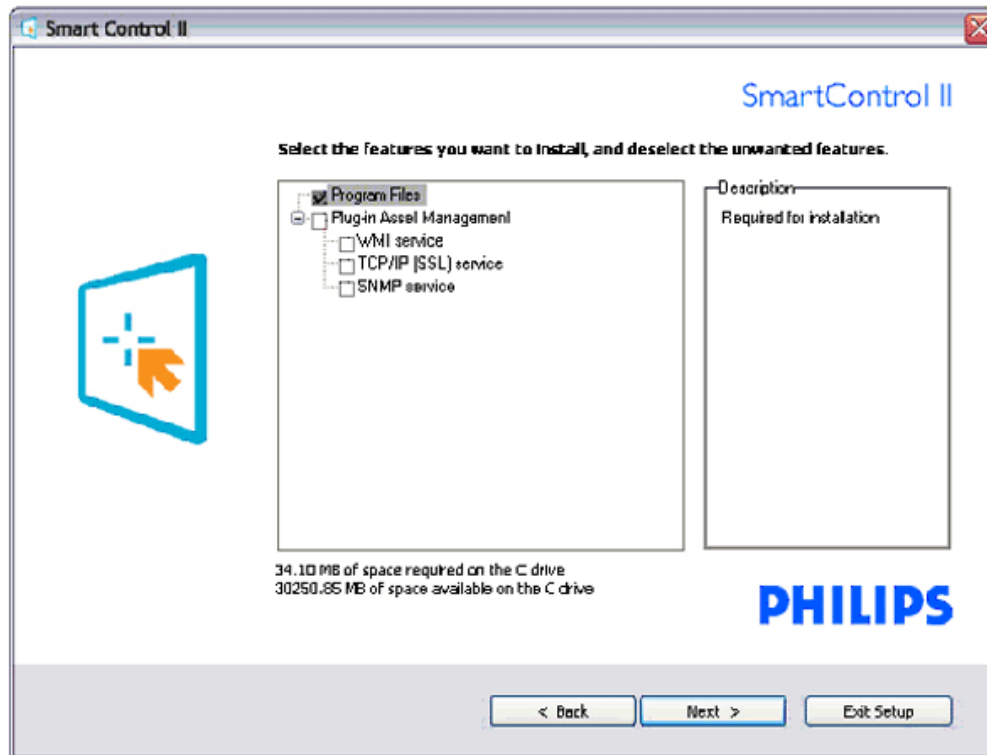 Smart Control II
SmartControl II
Select the features you want to install, and deselect the unwanted features.
Program Files
Plug-in Asset Management
WMI service
TCP/IP (SSL) service
SNMP service
Description
Required for installation
34.10 MB of space required on the C drive
30250.85 MB of space available on the C drive
PHILIPS
< Back
Next >
Exit Setup